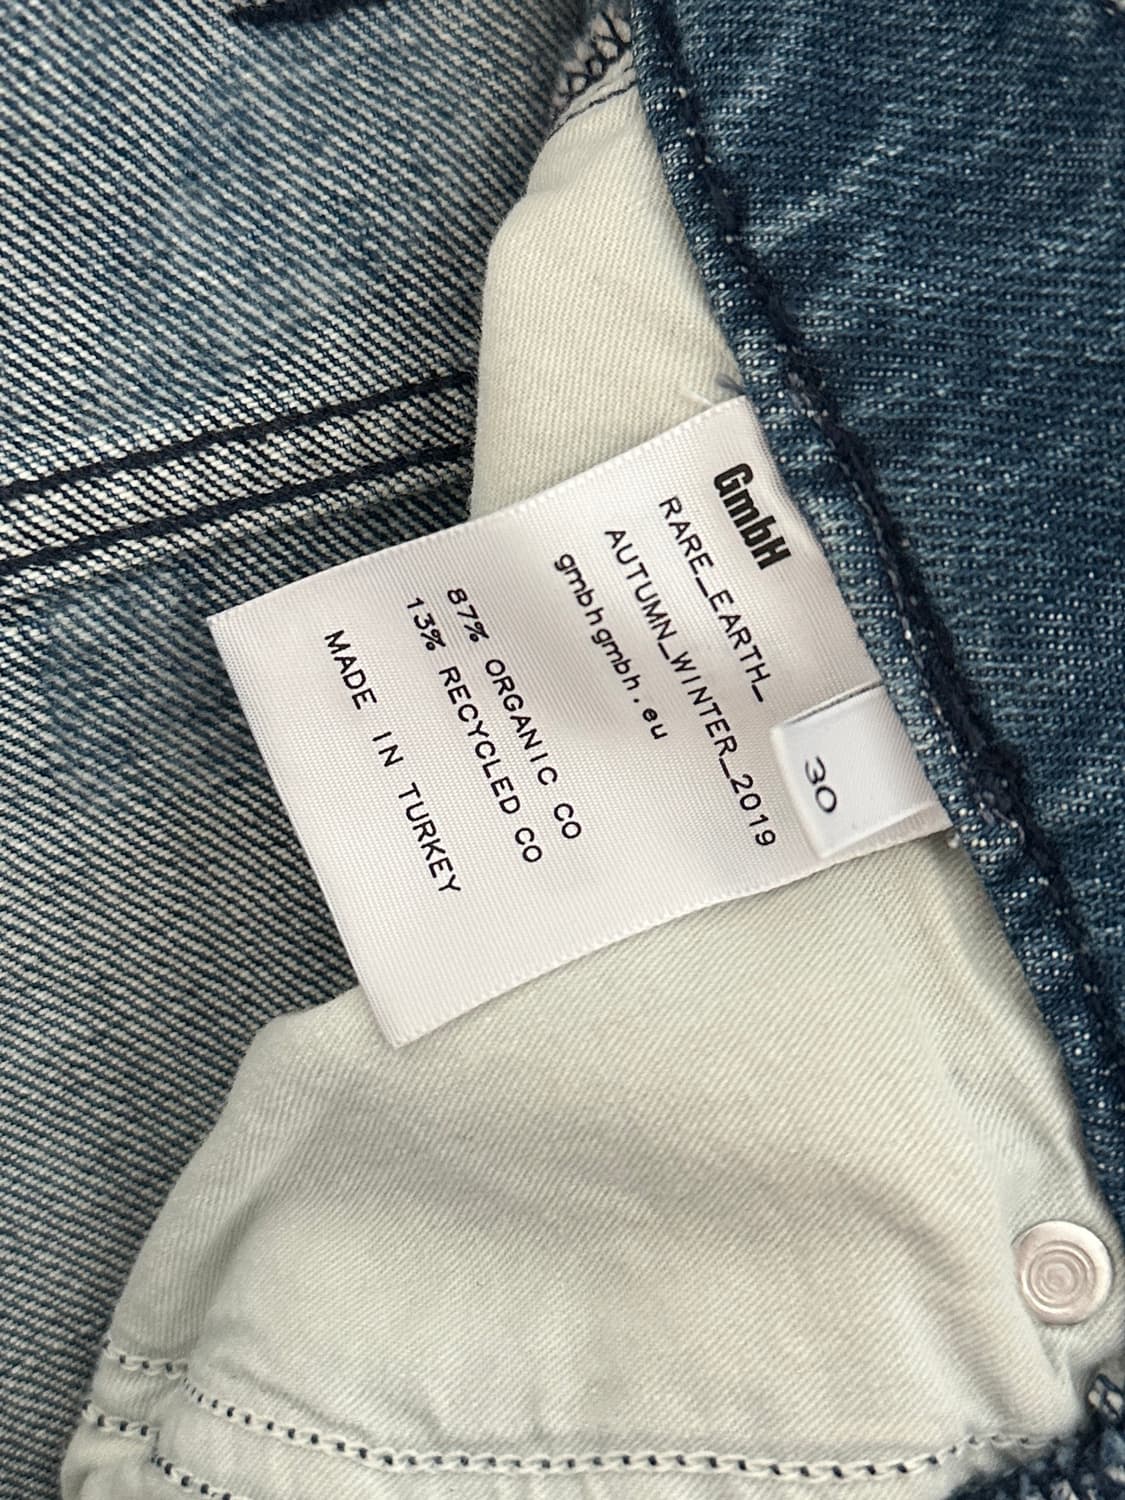 GmbH
RARE_EARTH_
AUTUMN_WINTER_2019
gmbhgmbh.eu
87% ORGANIC CO
13% RECYCLED CO
MADE IN TURKEY
30